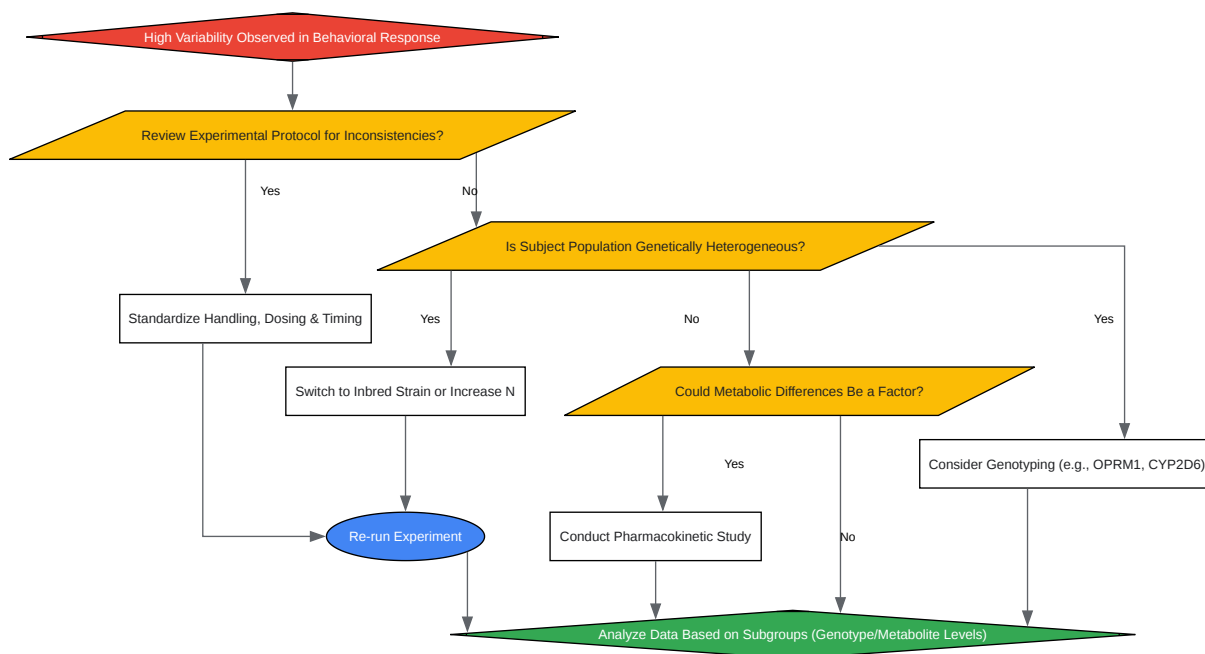 High Variability Observed in Behavioral Response
Review Experimental Protocol for Inconsistencies?
Yes
No
Is Subject Population Genetically Heterogeneous?
Standardize Handling, Dosing & Timing
Yes
No
Yes
Switch to Inbred Strain or Increase N
Could Metabolic Differences Be a Factor?
Yes
Consider Genotyping (e.g., OPRM1, CYP2D6)
Re-run Experiment
Conduct Pharmacokinetic Study
No
Analyze Data Based on Subgroups (Genotype/Metabolite Levels)